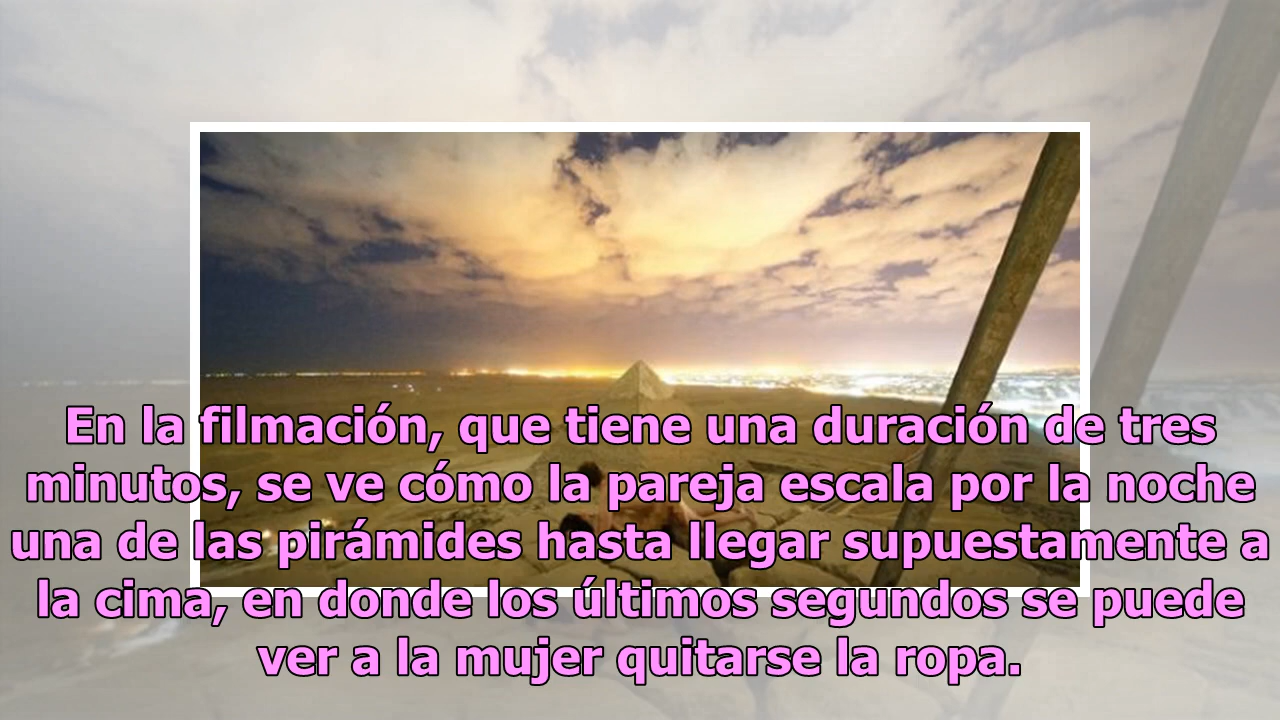 En la filmación, que tiene una duración de tres
minutos, se ve cómo la pareja escala por la noche
una de las pirámides hasta llegar supuestamente a
la cima, en donde los últimos segundos se puede
ver a la mujer quitarse la ropa.